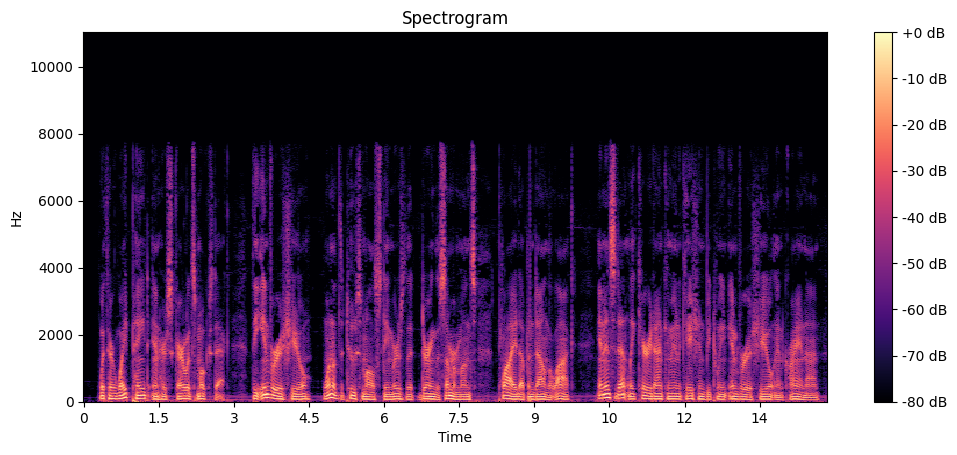 Spectrogram
10000
8000
6000
4000
2000
0
Hz
0 1.5 3 4.5 6 7.5 9 10 12 14
Time
+0 dB
-10 dB
-20 dB
-30 dB
-40 dB
-50 dB
-60 dB
-70 dB
-80 dB